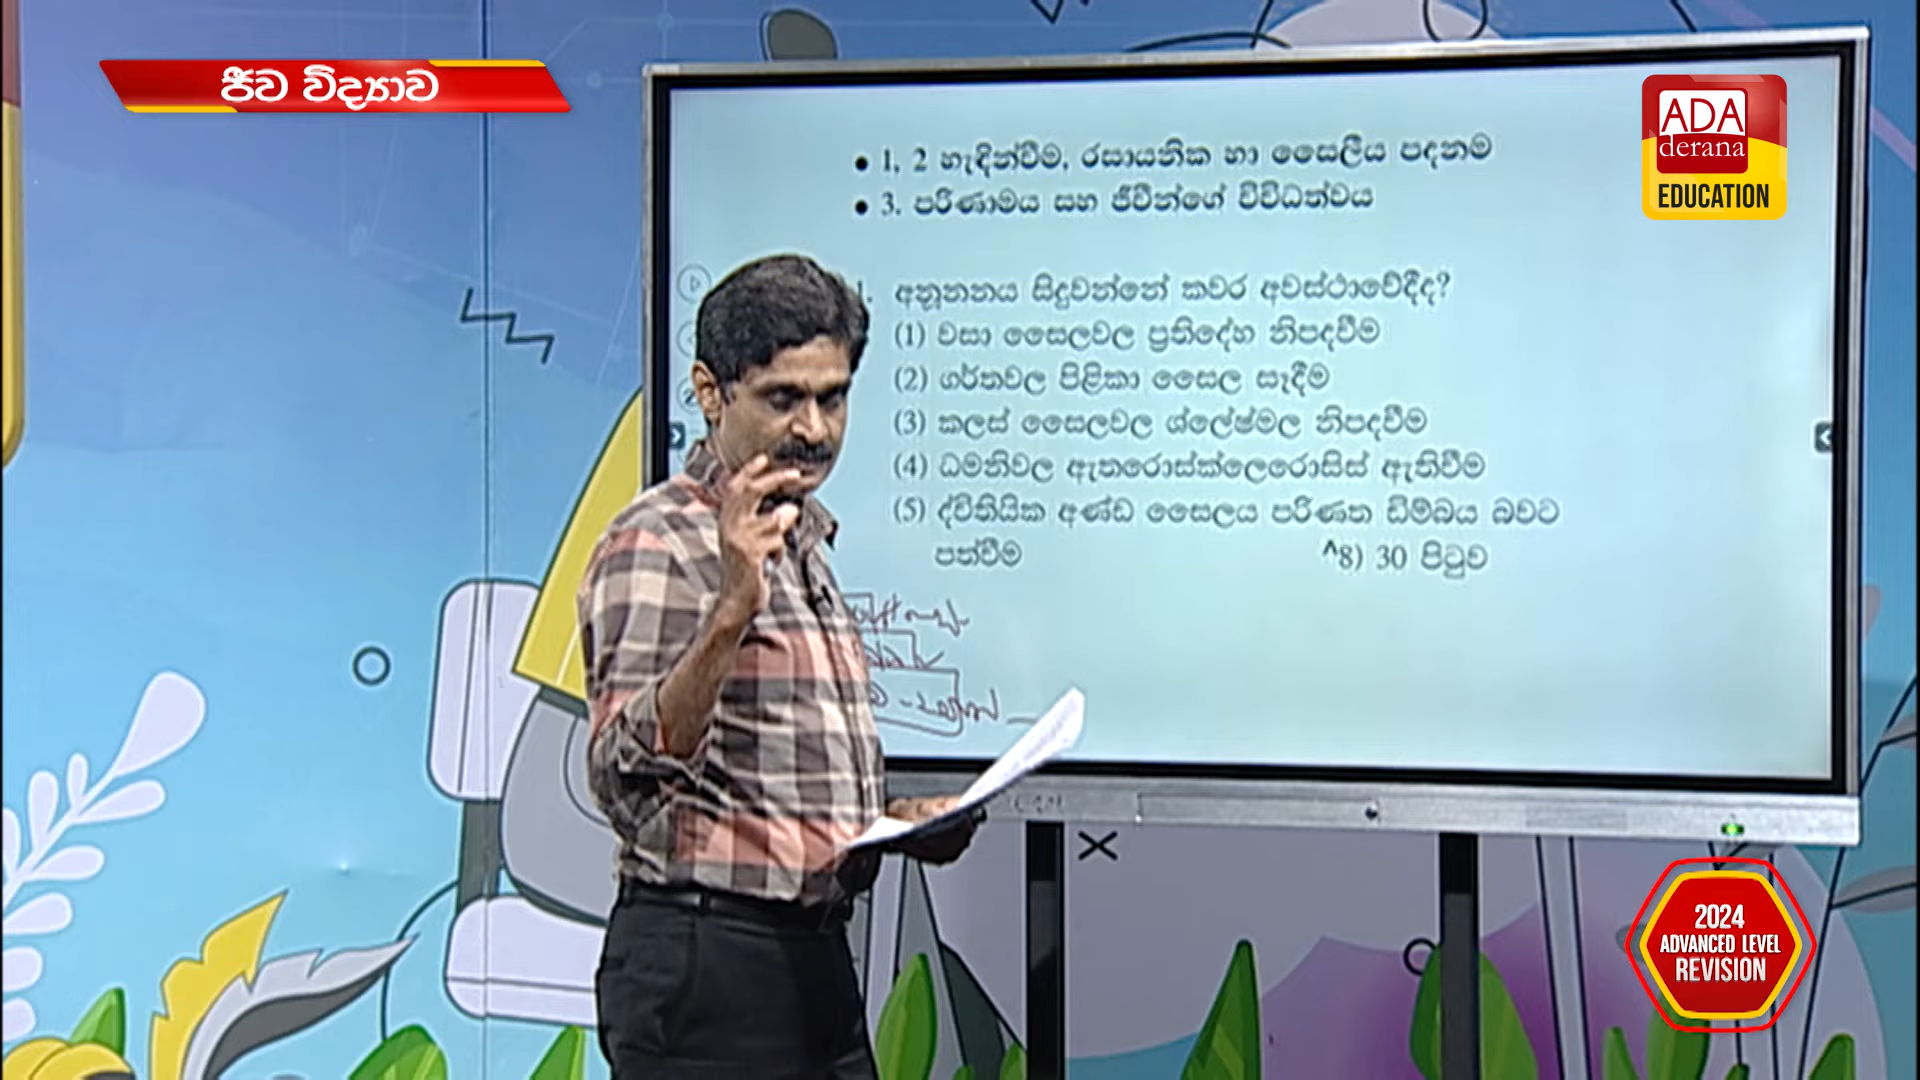 ජීව විද්‍යාව
ADA
derana
EDUCATION
• 1, 2 හැඳින්වීම, රසායනික හා සෛලීය පදනම
• 3. පරිණාමය සහ ජීවීන්ගේ විවිධත්වය
1. අනූනනය සිදුවන්නේ කවර අවස්ථාවේදීද?
(1) වසා සෛලවල ප්‍රතිදේහ නිපදවීම
(2) ගර්තවල පිළිකා සෛල සෑදීම
(3) කලස් සෛලවල ශ්ලේෂ්මල නිපදවීම
(4) ධමනිවල ඇතරොස්ක්ලෙරොසිස් ඇතිවීම
(5) ද්විතියික අණ්ඩ සෛලය පරිණත ඩිම්බය බවට
පත්වීම ^8) 30 පිටුව
2024
ADVANCED LEVEL
REVISION